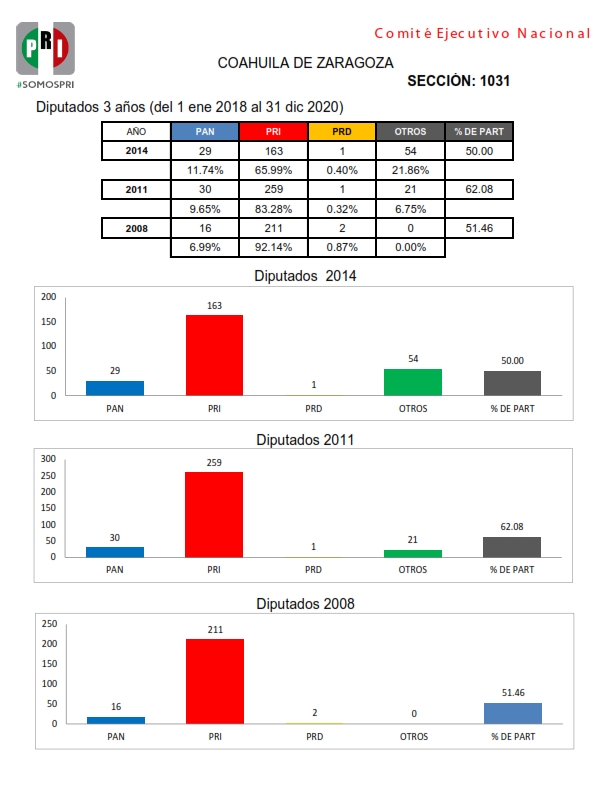 Comité Ejecutivo Nacional
PRI
#SOMOSPRI
COAHUILA DE ZARAGOZA
SECCIÓN: 1031
Diputados 3 años (del 1 ene 2018 al 31 dic 2020)
AÑO PAN PRI PRD OTROS % DE PART
2014 29 163 1 54 50.00
11.74% 65.99% 0.40% 21.86%
2011 30 259 1 21 62.08
9.65% 83.28% 0.32% 6.75%
2008 16 211 2 0 51.46
6.99% 92.14% 0.87% 0.00%
Diputados 2014
200
150
100
50
0
29 163 1 54 50.00
PAN PRI PRD OTROS % DE PART
Diputados 2011
300
250
200
150
100
50
0
30 259 1 21 62.08
PAN PRI PRD OTROS % DE PART
Diputados 2008
250
200
150
100
50
0
16 211 2 0 51.46
PAN PRI PRD OTROS % DE PART